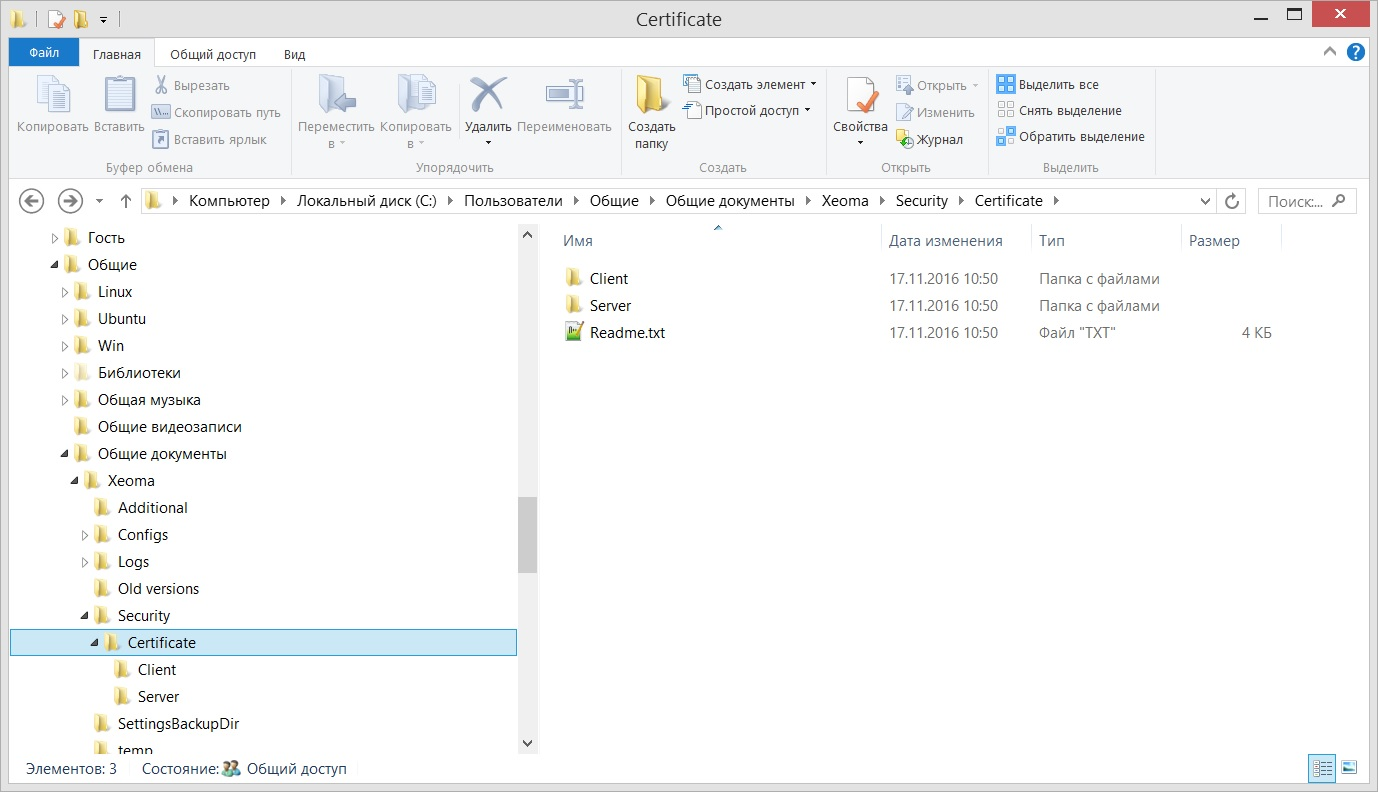 Certificate
Файл Главная Общий доступ Вид
Копировать Вставить Вырезать
Скопировать путь
Вставить ярлык
Буфер обмена
Переместить в Копировать в Удалить Переименовать
Упорядочить
Создать папку Создать элемент
Простой доступ
Создать
Свойства Открыть
Изменить
Журнал
Открыть
Выделить все
Снять выделение
Обратить выделение
Выделить
Компьютер Локальный диск (C:) Пользователи Общие Общие документы Xeoma Security Certificate Поиск:...
Гость
Общие
Linux
Ubuntu
Win
Библиотеки
Общая музыка
Общие видеозаписи
Общие документы
Xeoma
Additional
Configs
Logs
Old versions
Security
Certificate
Client
Server
SettingsBackupDir
temp
Имя Дата изменения Тип Размер
Client 17.11.2016 10:50 Папка с файлами
Server 17.11.2016 10:50 Папка с файлами
Readme.txt 17.11.2016 10:50 Файл "TXT" 4 КБ
Элементов: 3 Состояние: Общий доступ